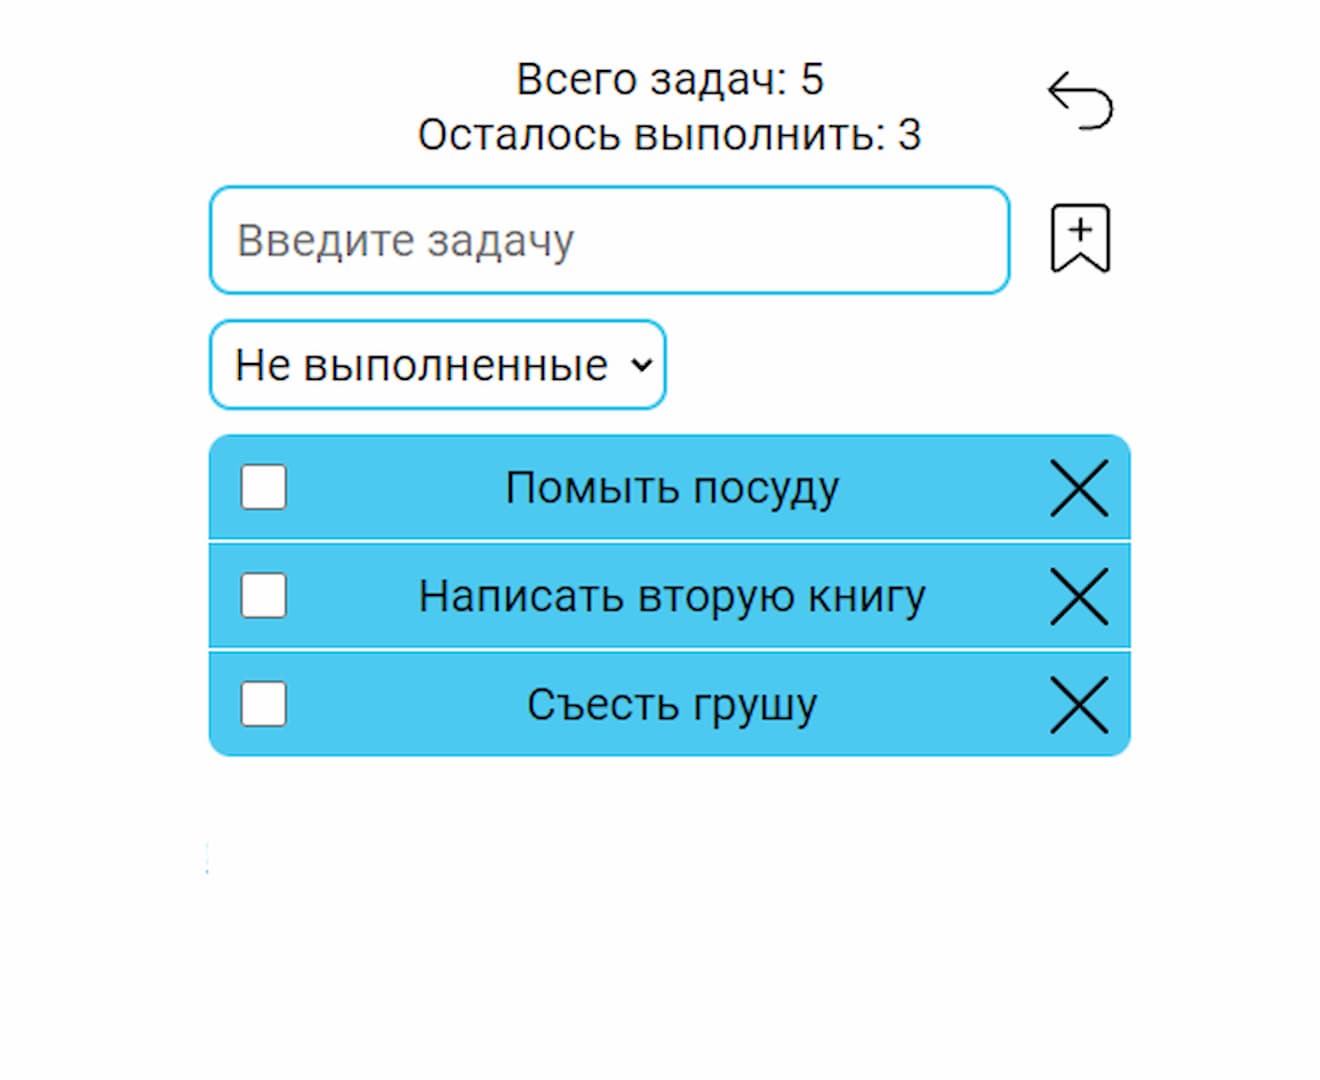 Всего задач: 5
Осталось выполнить: 3
Введите задачу
Не выполненные
Помыть посуду
Написать вторую книгу
Съесть грушу